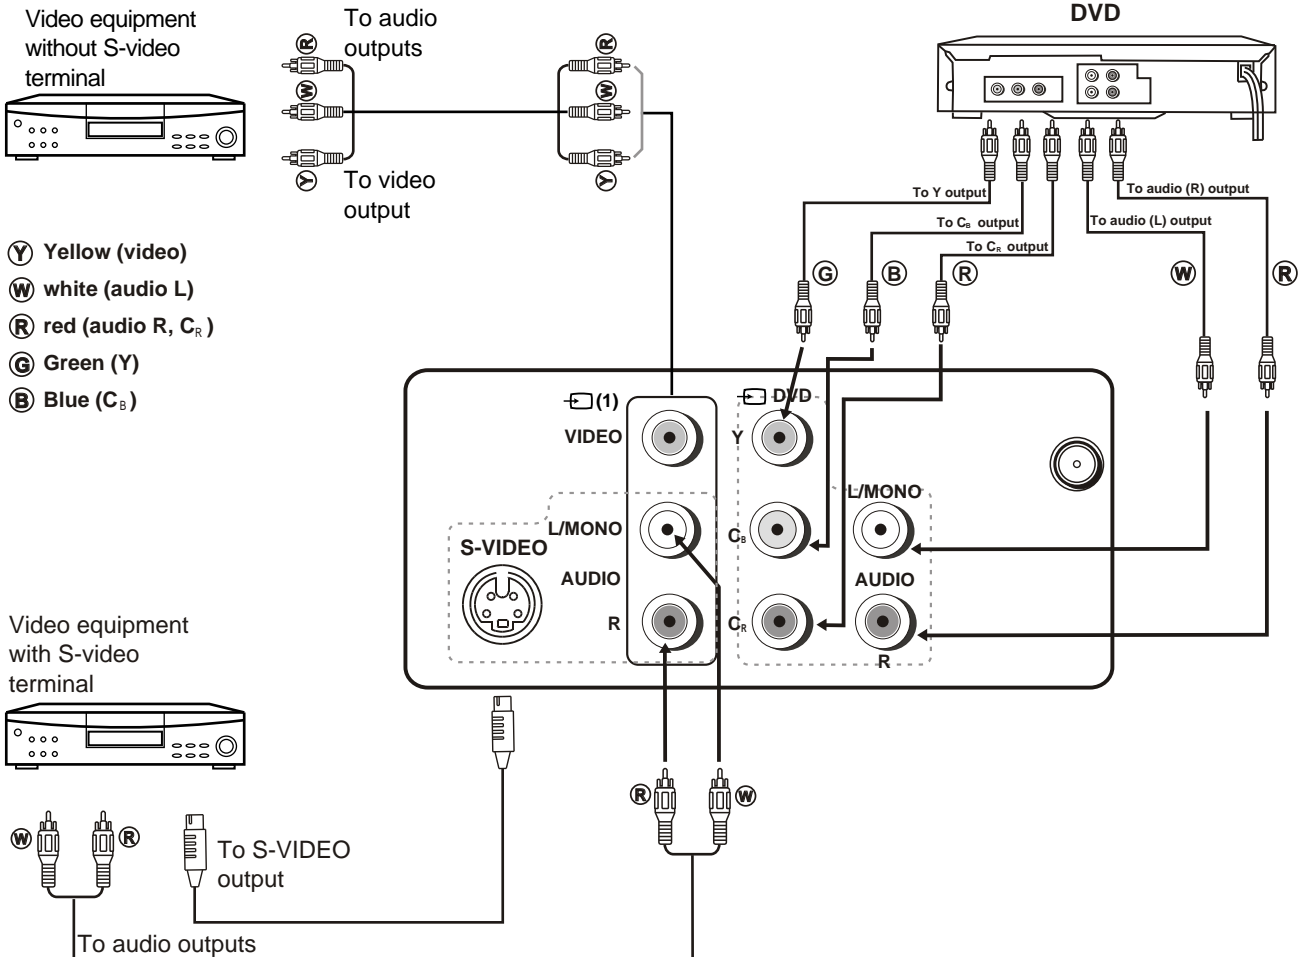 Video equipment
without S-video
terminal
To audio
outputs
R
W
Y
R
W
Y
To video
output
DVD
To Y output
To CB output
To CR output
To audio (R) output
To audio (L) output
G
B
R
W
R
Y Yellow (video)
W white (audio L)
R red (audio R, CR)
G Green (Y)
B Blue (CB)
(1)
VIDEO
L/MONO
S-VIDEO
AUDIO
R
DVD
Y
CB
CR
L/MONO
AUDIO
R
Video equipment
with S-video
terminal
W
R
To S-VIDEO
output
To audio outputs
R
W